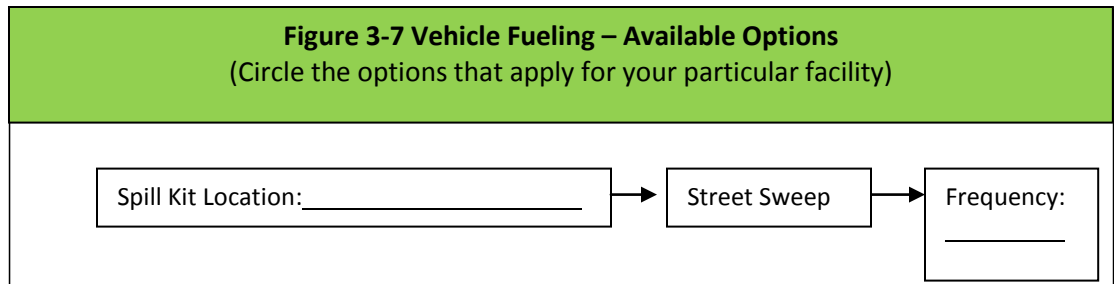 Figure 3-7 Vehicle Fueling – Available Options
(Circle the options that apply for your particular facility)
Spill Kit Location:
Street Sweep
Frequency: